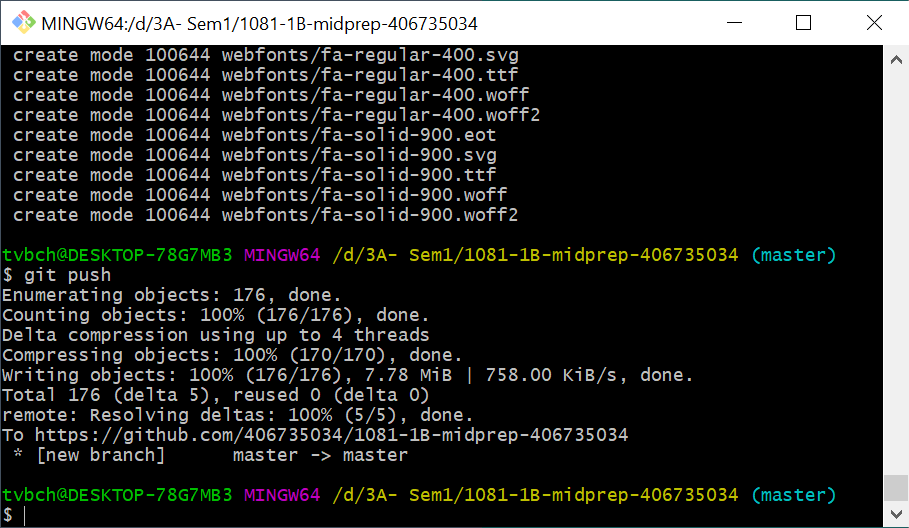 MINGW64:/d/3A- Sem1/1081-1B-midprep-406735034
create mode 100644 webfonts/fa-regular-400.svg
create mode 100644 webfonts/fa-regular-400.ttf
create mode 100644 webfonts/fa-regular-400.woff
create mode 100644 webfonts/fa-regular-400.woff2
create mode 100644 webfonts/fa-solid-900.eot
create mode 100644 webfonts/fa-solid-900.svg
create mode 100644 webfonts/fa-solid-900.ttf
create mode 100644 webfonts/fa-solid-900.woff
create mode 100644 webfonts/fa-solid-900.woff2
tvbch@DESKTOP-78G7MB3 MINGW64 /d/3A- Sem1/1081-1B-midprep-406735034 (master)
$ git push
Enumerating objects: 176, done.
Counting objects: 100% (176/176), done.
Delta compression using up to 4 threads
Compressing objects: 100% (170/170), done.
Writing objects: 100% (176/176), 7.78 MiB | 758.00 KiB/s, done.
Total 176 (delta 5), reused 0 (delta 0)
remote: Resolving deltas: 100% (5/5), done.
To https://github.com/406735034/1081-1B-midprep-406735034
 * [new branch]      master -> master
tvbch@DESKTOP-78G7MB3 MINGW64 /d/3A- Sem1/1081-1B-midprep-406735034 (master)
$